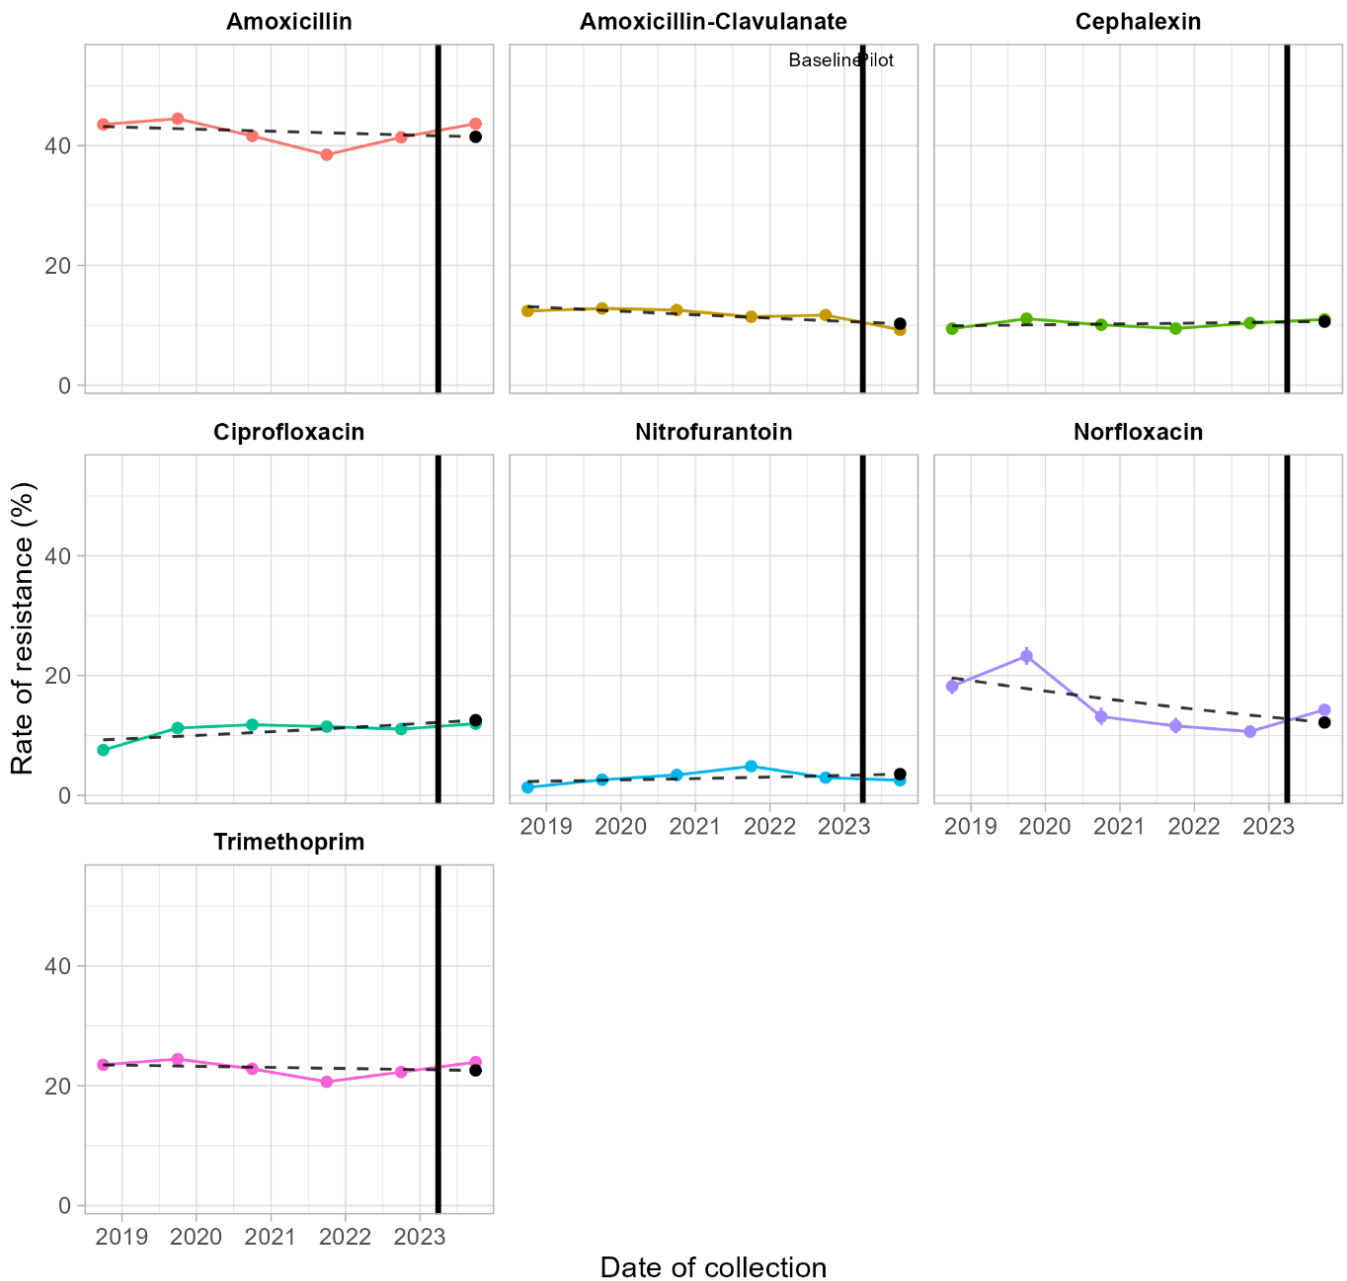 Amoxicillin
Amoxicillin-Clavulanate
Cephalexin
Baseline Pilot
40
20
0
Ciprofloxacin
Nitrofurantoin
Norfloxacin
Rate of resistance (%)
40
20
0
2019 2020 2021 2022 2023
2019 2020 2021 2022 2023
Trimethoprim
40
20
0
2019 2020 2021 2022 2023
Date of collection